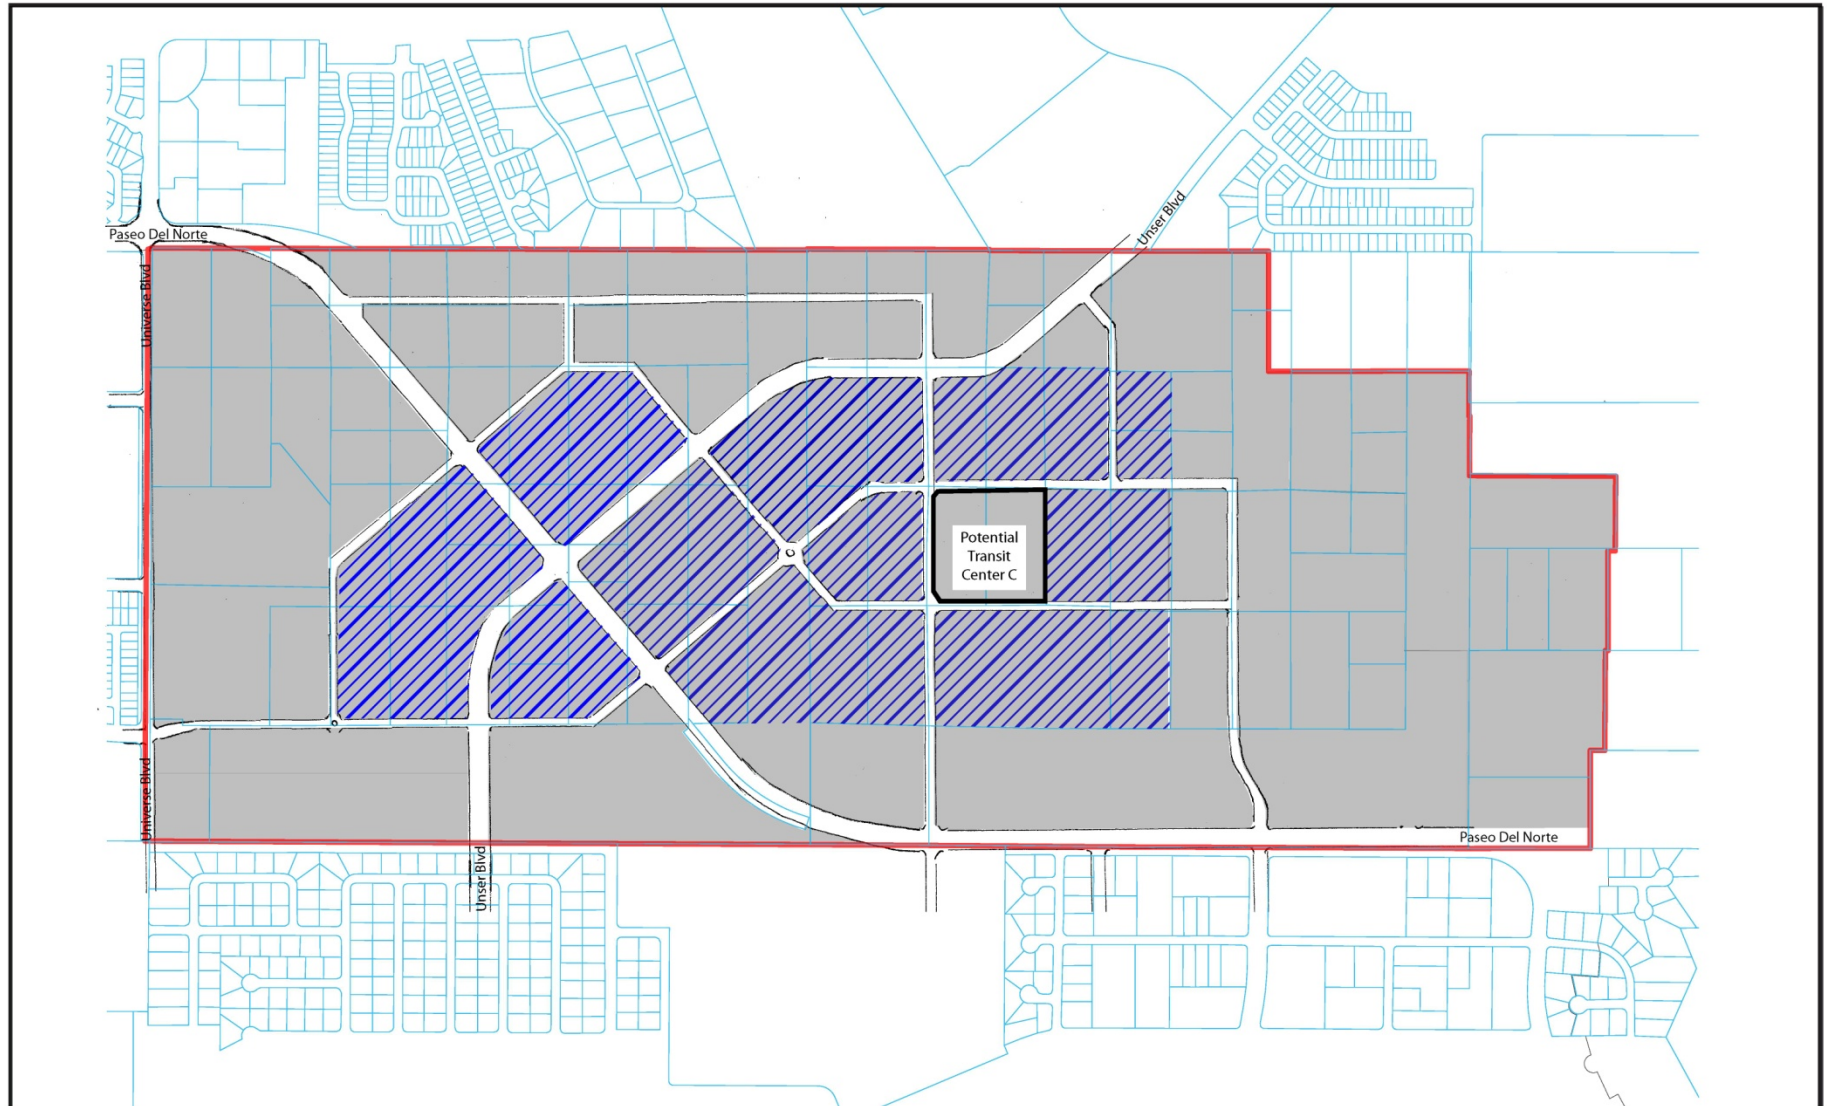 Unser Blvd
Paseo Del Norte
Universe Blvd
Potential
Transit
Center C
Universe Blvd
Paseo Del Norte
Unser Blvd